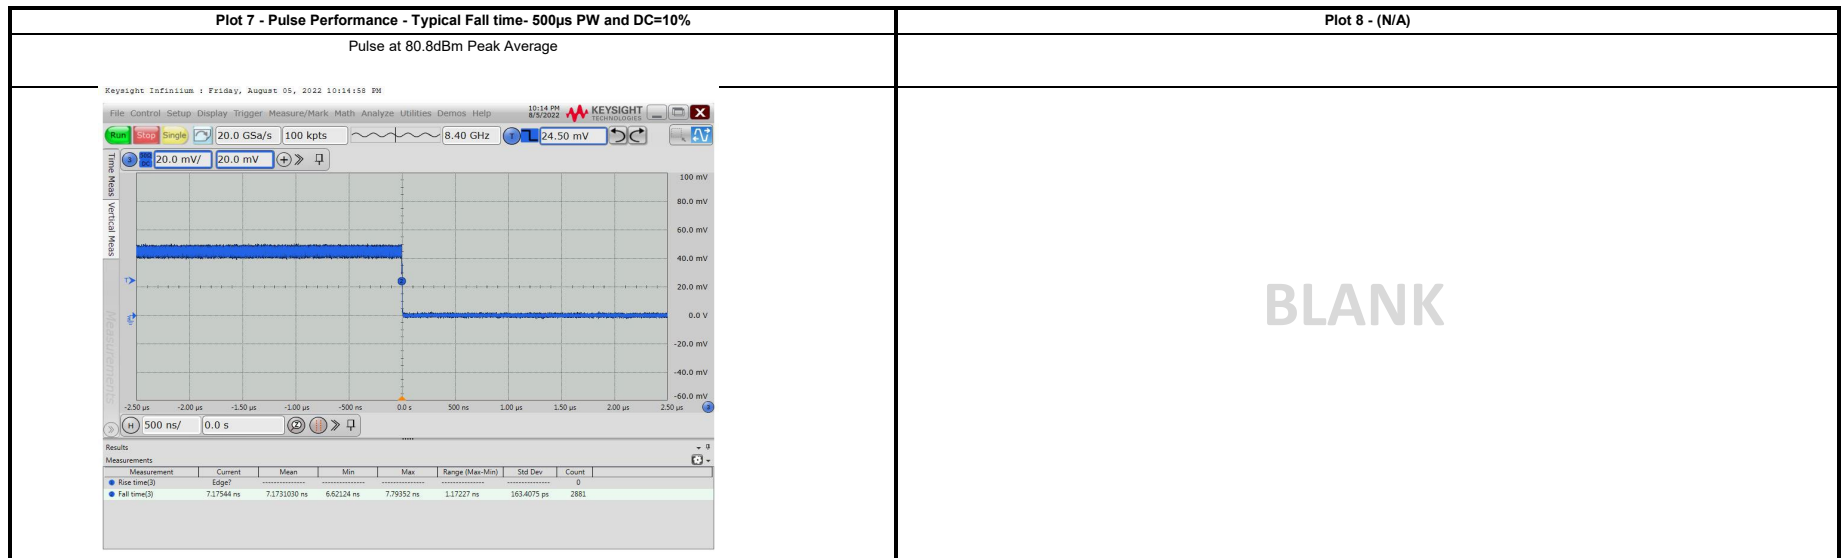 Plot 7 - Pulse Performance - Typical Fall time- 500µs PW and DC=10%
Plot 8 - (N/A)
Pulse at 80.8dBm Peak Average
Keysight Infiniium : Friday, August 05, 2022 10:14:58 PM
File Control Setup Display Trigger Measure/Mark Math Analyze Utilities Demos Help
10:14 PM
8/5/2022
KEYSIGHT
TECHNOLOGIES
Run Stop Single 20.0 GSa/s 100 kpts 8.40 GHz T 24.50 mV
3 50Ω DC 20.0 mV/ 20.0 mV
Time Meas
Vertical Meas
Measurements
100 mV
80.0 mV
60.0 mV
40.0 mV
20.0 mV
0.0 V
-20.0 mV
-40.0 mV
-60.0 mV
T
-2.50 µs -2.00 µs -1.50 µs -1.00 µs -500 ns 0.0 s 500 ns 1.00 µs 1.50 µs 2.00 µs 2.50 µs 3
H 500 ns/ 0.0 s Z
Results
Measurements
Measurement Current Mean Min Max Range (Max-Min) Std Dev Count
Rise time(3) Edge? --------------- --------------- --------------- --------------- --------------- 0
Fall time(3) 7.17544 ns 7.1731030 ns 6.62124 ns 7.79352 ns 1.17227 ns 163.4075 ps 2881
BLANK